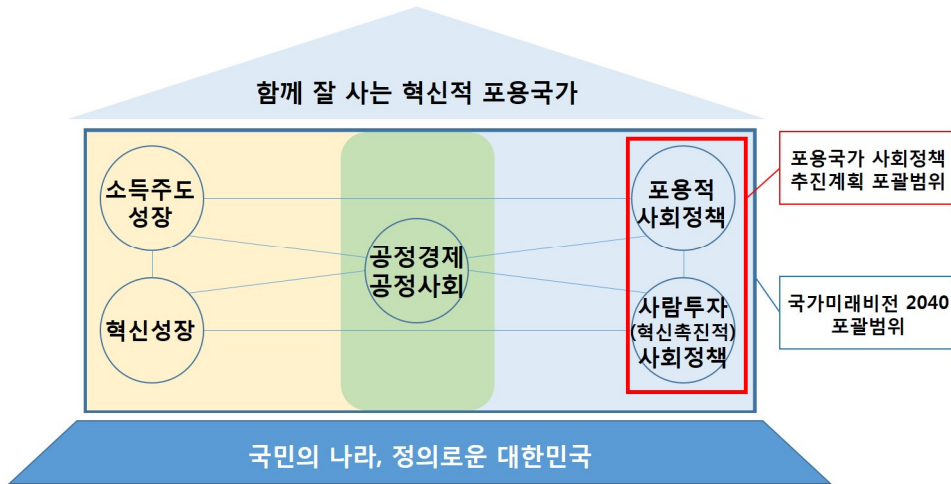 함께 잘 사는 혁신적 포용국가
소득주도
성장
혁신성장
공정경제
공정사회
포용적
사회정책
사람투자
(혁신촉진적)
사회정책
포용국가 사회정책
추진계획 포괄범위
국가미래비전 2040
포괄범위
국민의 나라, 정의로운 대한민국